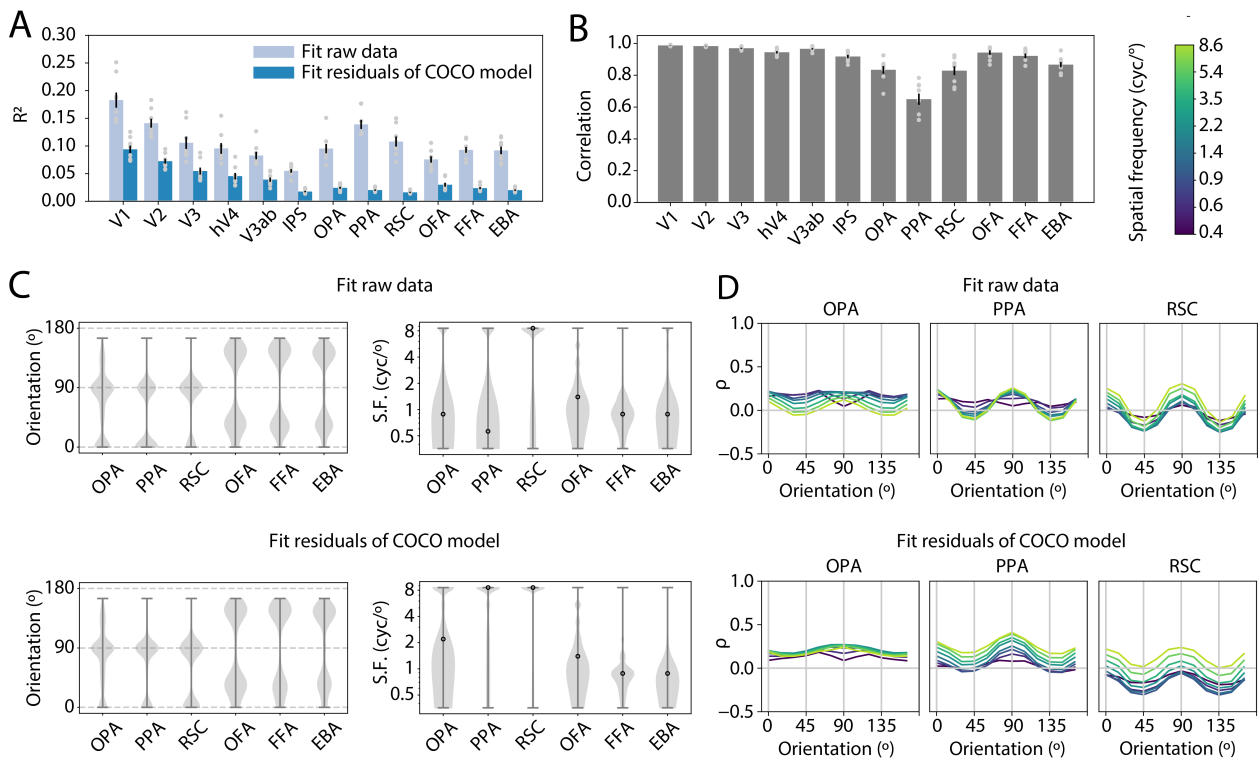 A
0.30
0.25
0.20
0.15
0.10
0.05
0.00
R²
Fit raw data
Fit residuals of COCO model
V1 V2 V3 hV4 V3ab IPS OPA PPA RSC OFA FFA EBA
B
1.0
0.8
0.6
0.4
0.2
0.0
Correlation
V1 V2 V3 hV4 V3ab IPS OPA PPA RSC OFA FFA EBA
Spatial frequency (cyc/º)
8.6
5.4
3.5
2.2
1.4
0.9
0.6
0.4
C
Fit raw data
Orientation (º)
180
90
0
OPA PPA RSC OFA FFA EBA
S.F. (cyc/º)
8
4
2
1
0.5
OPA PPA RSC OFA FFA EBA
Fit residuals of COCO model
Orientation (º)
180
90
0
OPA PPA RSC OFA FFA EBA
S.F. (cyc/º)
8
4
2
1
0.5
OPA PPA RSC OFA FFA EBA
D
Fit raw data
OPA PPA RSC
ρ
1.0
0.5
0.0
−0.5
0 45 90 135 0 45 90 135 0 45 90 135
Orientation (º) Orientation (º) Orientation (º)
Fit residuals of COCO model
OPA PPA RSC
ρ
1.0
0.5
0.0
−0.5
0 45 90 135 0 45 90 135 0 45 90 135
Orientation (º) Orientation (º) Orientation (º)